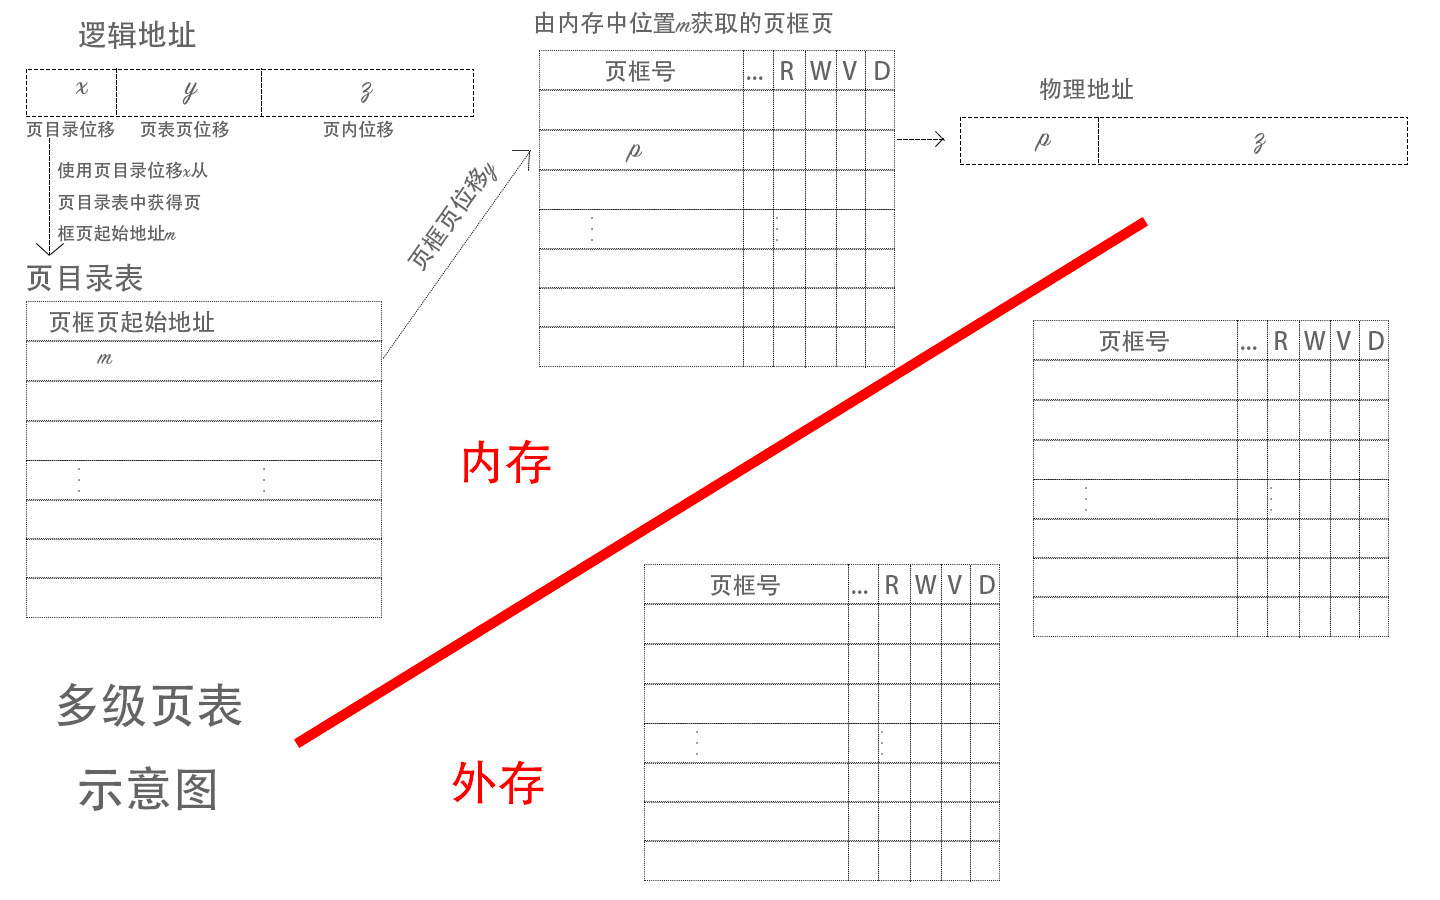 逻辑地址
x y z
页目录位移 页表页位移 页内位移
使用页目录位移x从
页目录表中获得页
框页起始地址m
页目录表
页框页起始地址
m
页框页位移y
由内存中位置m获取的页框页
页框号 ... R W V D
p
物理地址
p z
内存
页框号 ... R W V D
页框号 ... R W V D
外存
多级页表
示意图